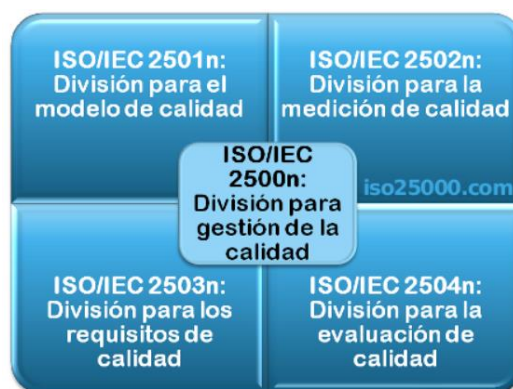 ISO/IEC 2501n:
División para el
modelo de calidad
ISO/IEC 2502n:
División para la
medición de calidad
ISO/IEC
2500n:
División para
gestión de la
calidad
iso25000.com
ISO/IEC 2503n:
División para los
requisitos de
calidad
ISO/IEC 2504n:
División para la
evaluación de
calidad